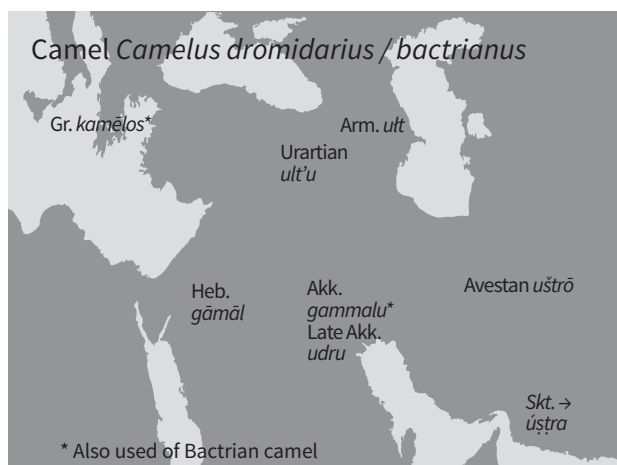 Camel Camelus dromidarius / bactrianus
Gr. kamēlos*
Arm. ułt
Urartian
ult’u
Heb.
gāmāl
Akk.
gammalu*
Late Akk.
udru
Avestan uštrō
Skt. →
úṣṭra
* Also used of Bactrian camel